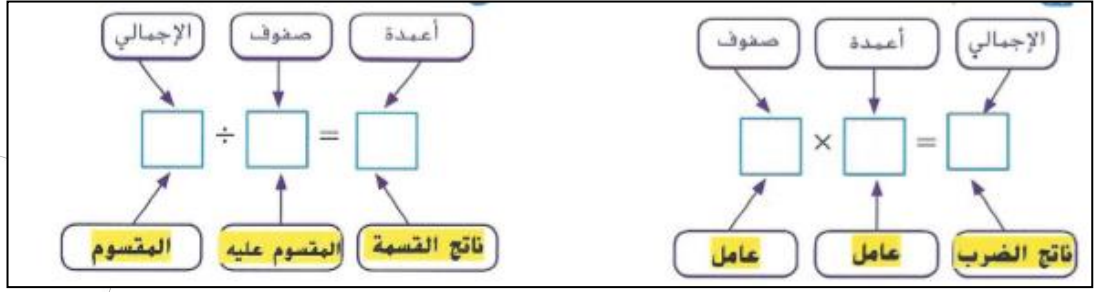 الإجمالي أعمدة صفوف
× =
ناتج الضرب عامل عامل
أعمدة صفوف الإجمالي
÷ =
ناتج القسمة المقسوم عليه المقسوم